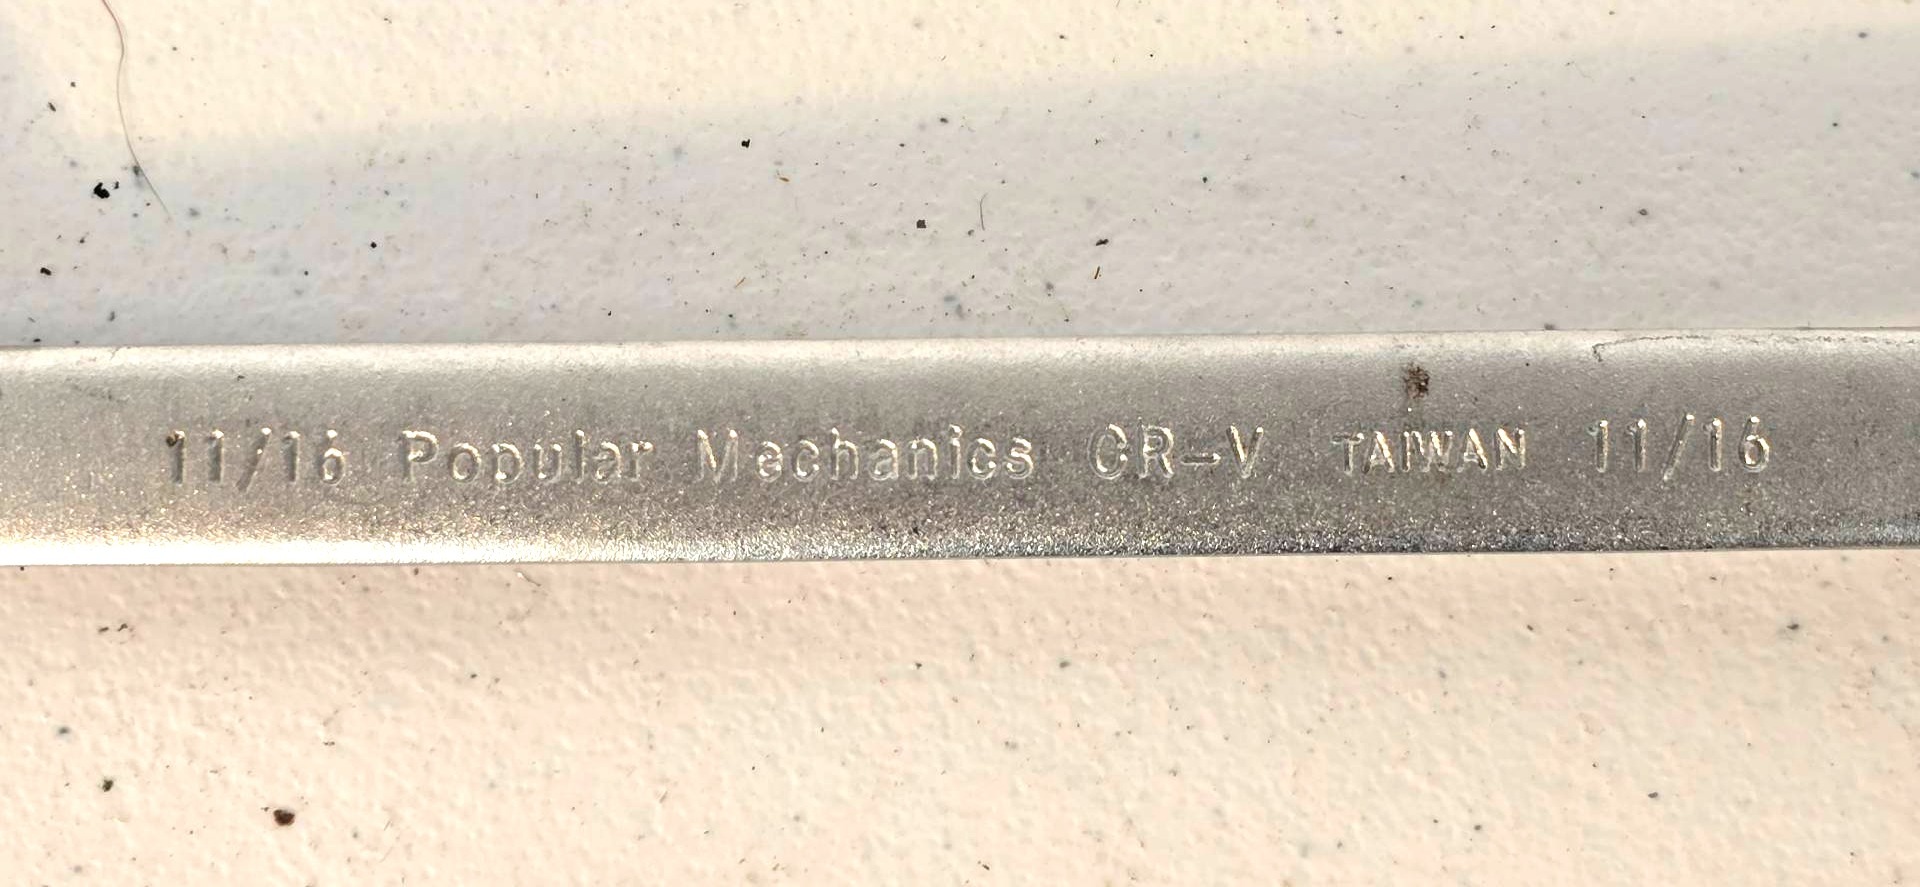 11/16 Popular Mechanics CR-V TAIWAN 11/16